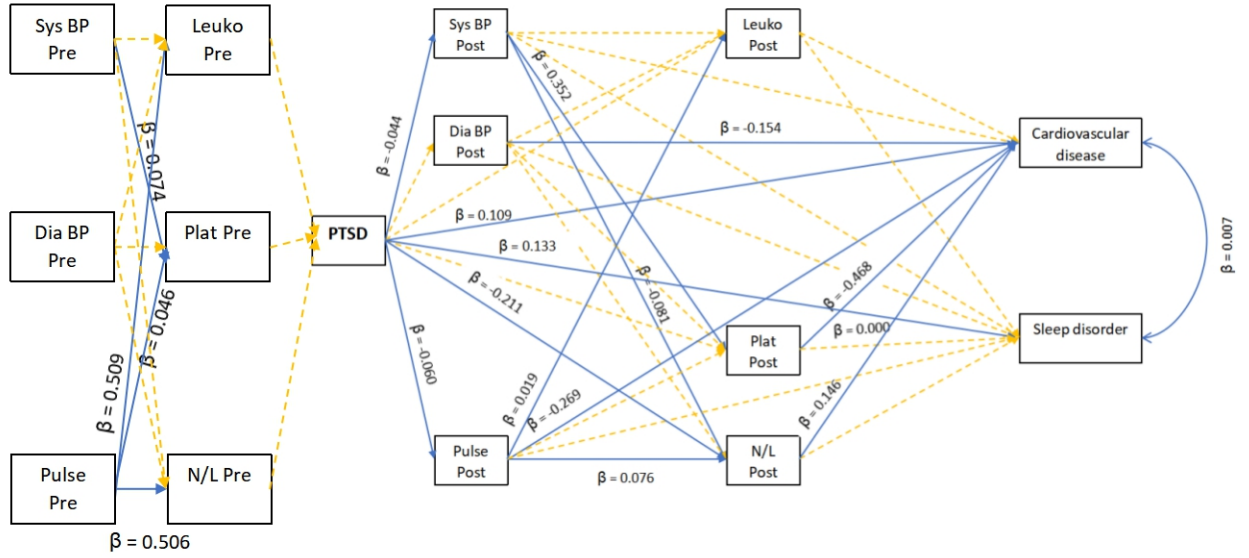 Sys BP
Pre
Leuko
Pre
Dia BP
Pre
Plat Pre
Pulse
Pre
N/L Pre
β = 0.074
β = 0.046
β = 0.509
β = 0.506
PTSD
Sys BP
Post
Dia BP
Post
Pulse
Post
Leuko
Post
Plat
Post
N/L
Post
Cardiovascular
disease
Sleep disorder
β = -0.044
β = 0.352
β = -0.154
β = 0.109
β = 0.133
β = -0.211
β = -0.081
β = -0.060
β = 0.019
β = -0.269
β = 0.076
β = -0.468
β = 0.000
β = 0.146
β = 0.007